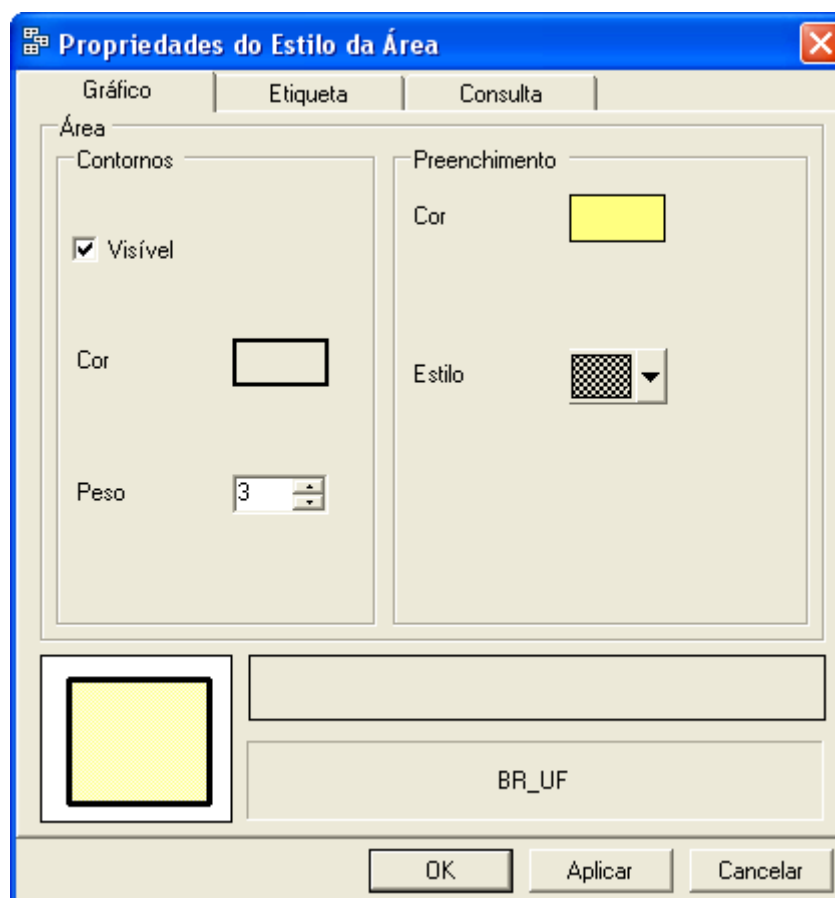 Propriedades do Estilo da Área
Gráfico Etiqueta Consulta
Área
Contornos
Visível
Cor
Peso 3
Preenchimento
Cor
Estilo
BR_UF
OK Aplicar Cancelar